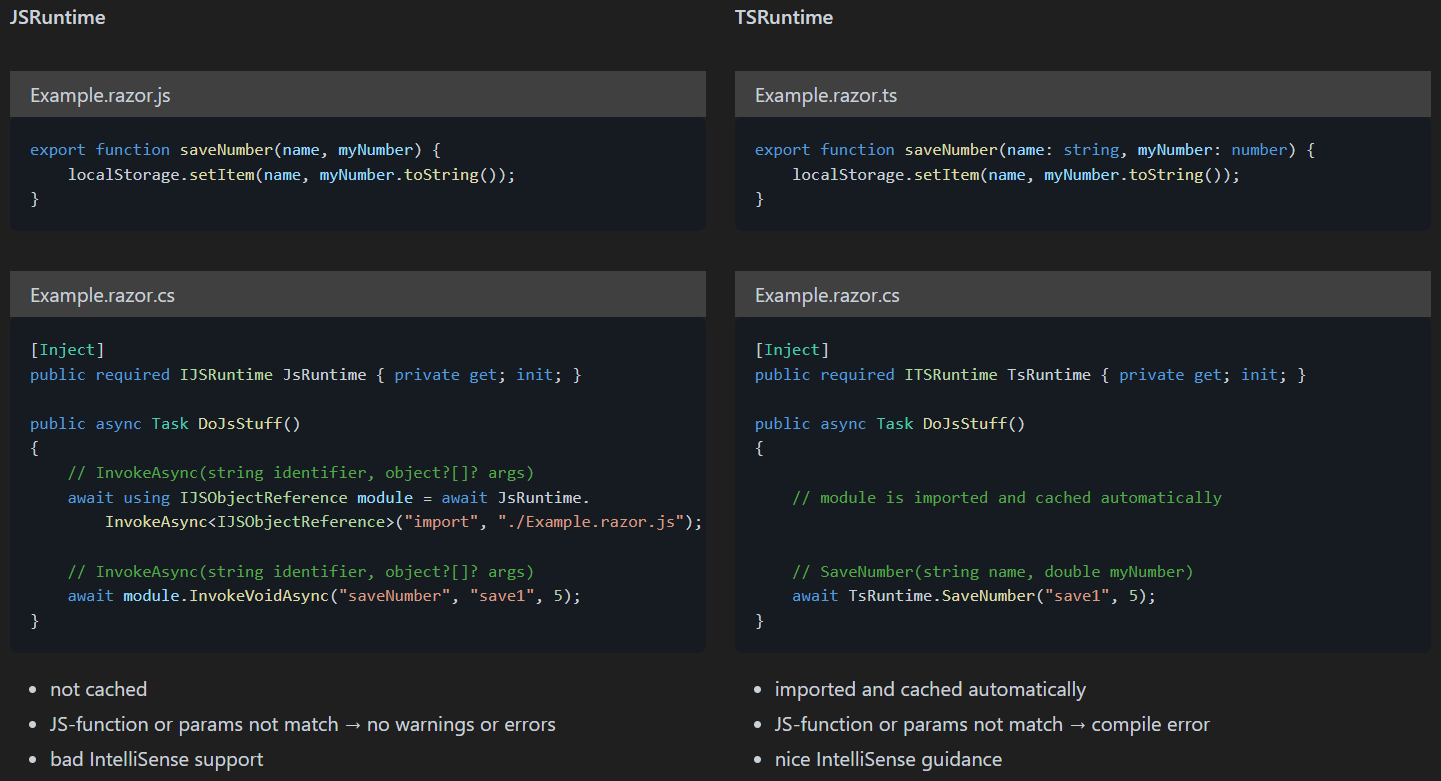 JSRuntime
Example.razor.js
export function saveNumber(name, myNumber) {
    localStorage.setItem(name, myNumber.toString());
}
Example.razor.cs
[Inject]
public required IJSRuntime JsRuntime { private get; init; }
public async Task DoJsStuff()
{
    // InvokeAsync(string identifier, object?[]? args)
    await using IJSObjectReference module = await JsRuntime.
        InvokeAsync<IJSObjectReference>("import", "./Example.razor.js");
    // InvokeAsync(string identifier, object?[]? args)
    await module.InvokeVoidAsync("saveNumber", "save1", 5);
}
• not cached
• JS-function or params not match → no warnings or errors
• bad IntelliSense support
TSRuntime
Example.razor.ts
export function saveNumber(name: string, myNumber: number) {
    localStorage.setItem(name, myNumber.toString());
}
Example.razor.cs
[Inject]
public required ITSRuntime TsRuntime { private get; init; }
public async Task DoJsStuff()
{
    // module is imported and cached automatically
    // SaveNumber(string name, double myNumber)
    await TsRuntime.SaveNumber("save1", 5);
}
• imported and cached automatically
• JS-function or params not match → compile error
• nice IntelliSense guidance